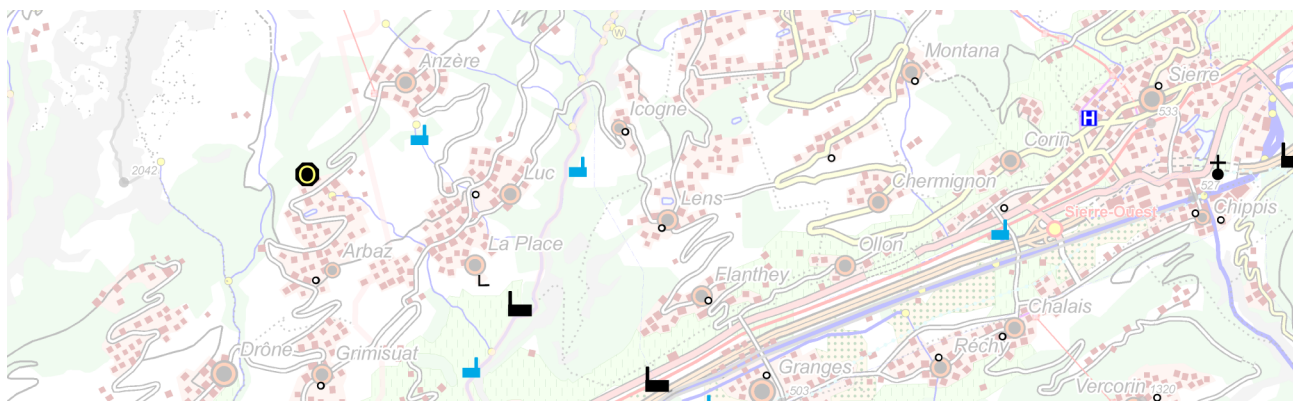 Anzère
Montana
Sierre
533
Icogne
H
Corin
2042
Luc
Lens
Chermignon
527
Chippis
Sierre-Ouest
Arbaz
La Place
Ollon
Flanthey
Chalais
Drône
Grimisuat
Granges
503
Réchy
Vercorin
1320
W